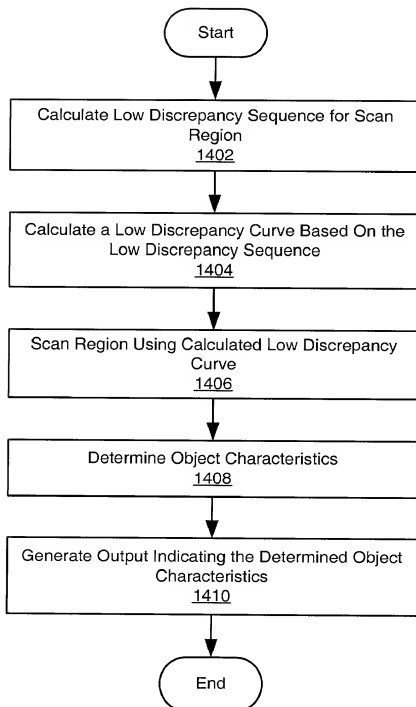 Start
Calculate Low Discrepancy Sequence for Scan
Region
1402
Calculate a Low Discrepancy Curve Based On the
Low Discrepancy Sequence
1404
Scan Region Using Calculated Low Discrepancy
Curve
1406
Determine Object Characteristics
1408
Generate Output Indicating the Determined Object
Characteristics
1410
End